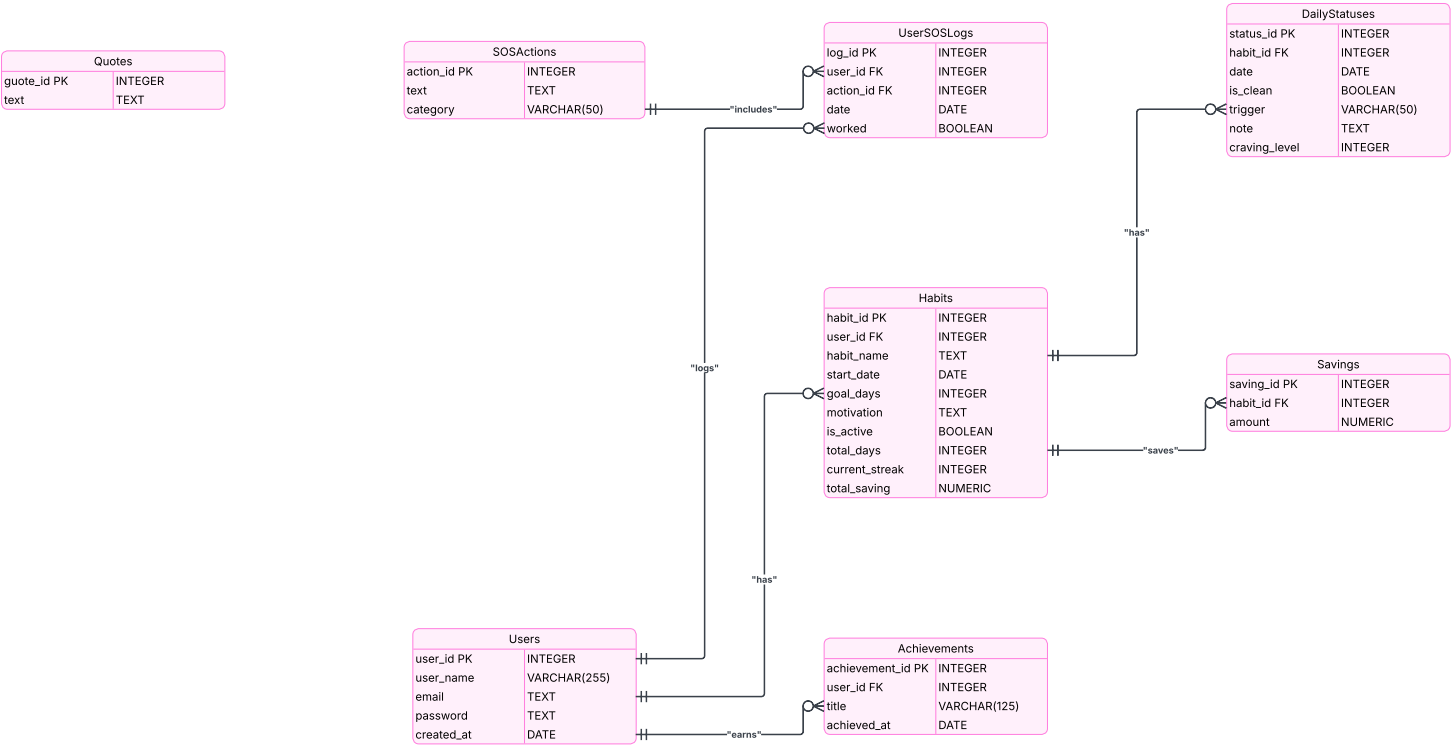 Quotes
guote_id PK INTEGER
text TEXT
SOSActions
action_id PK INTEGER
text TEXT
category VARCHAR(50)
"includes"
UserSOSLogs
log_id PK INTEGER
user_id FK INTEGER
action_id FK INTEGER
date DATE
worked BOOLEAN
DailyStatuses
status_id PK INTEGER
habit_id FK INTEGER
date DATE
is_clean BOOLEAN
trigger VARCHAR(50)
note TEXT
craving_level INTEGER
"has"
"logs"
Habits
habit_id PK INTEGER
user_id FK INTEGER
habit_name TEXT
start_date DATE
goal_days INTEGER
motivation TEXT
is_active BOOLEAN
total_days INTEGER
current_streak INTEGER
total_saving NUMERIC
"saves"
Savings
saving_id PK INTEGER
habit_id FK INTEGER
amount NUMERIC
"has"
Users
user_id PK INTEGER
user_name VARCHAR(255)
email TEXT
password TEXT
created_at DATE
"earns"
Achievements
achievement_id PK INTEGER
user_id FK INTEGER
title VARCHAR(125)
achieved_at DATE